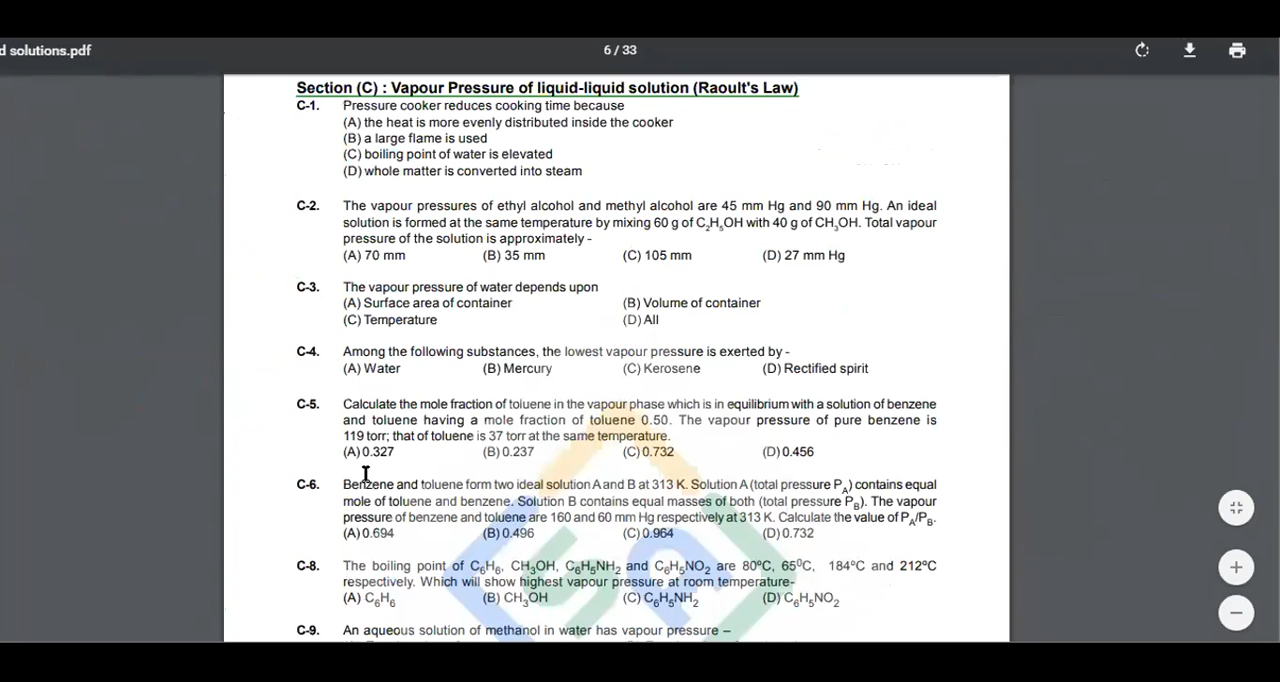 d solutions.pdf
6 / 33
Section (C) : Vapour Pressure of liquid-liquid solution (Raoult's Law)
C-1. Pressure cooker reduces cooking time because
(A) the heat is more evenly distributed inside the cooker
(B) a large flame is used
(C) boiling point of water is elevated
(D) whole matter is converted into steam
C-2. The vapour pressures of ethyl alcohol and methyl alcohol are 45 mm Hg and 90 mm Hg. An ideal
solution is formed at the same temperature by mixing 60 g of C₂H₅OH with 40 g of CH₃OH. Total vapour
pressure of the solution is approximately -
(A) 70 mm (B) 35 mm (C) 105 mm (D) 27 mm Hg
C-3. The vapour pressure of water depends upon
(A) Surface area of container (B) Volume of container
(C) Temperature (D) All
C-4. Among the following substances, the lowest vapour pressure is exerted by -
(A) Water (B) Mercury (C) Kerosene (D) Rectified spirit
C-5. Calculate the mole fraction of toluene in the vapour phase which is in equilibrium with a solution of benzene
and toluene having a mole fraction of toluene 0.50. The vapour pressure of pure benzene is
119 torr; that of toluene is 37 torr at the same temperature.
(A) 0.327 (B) 0.237 (C) 0.732 (D) 0.456
C-6. Benzene and toluene form two ideal solution A and B at 313 K. Solution A (total pressure P_A) contains equal
mole of toluene and benzene. Solution B contains equal masses of both (total pressure P_B). The vapour
pressure of benzene and toluene are 160 and 60 mm Hg respectively at 313 K. Calculate the value of P_A/P_B.
(A) 0.694 (B) 0.496 (C) 0.964 (D) 0.732
C-8. The boiling point of C₆H₆, CH₃OH, C₆H₅NH₂ and C₆H₅NO₂ are 80ºC, 65⁰C, 184ºC and 212ºC
respectively. Which will show highest vapour pressure at room temperature-
(A) C₆H₆ (B) CH₃OH (C) C₆H₅NH₂ (D) C₆H₅NO₂
C-9. An aqueous solution of methanol in water has vapour pressure –